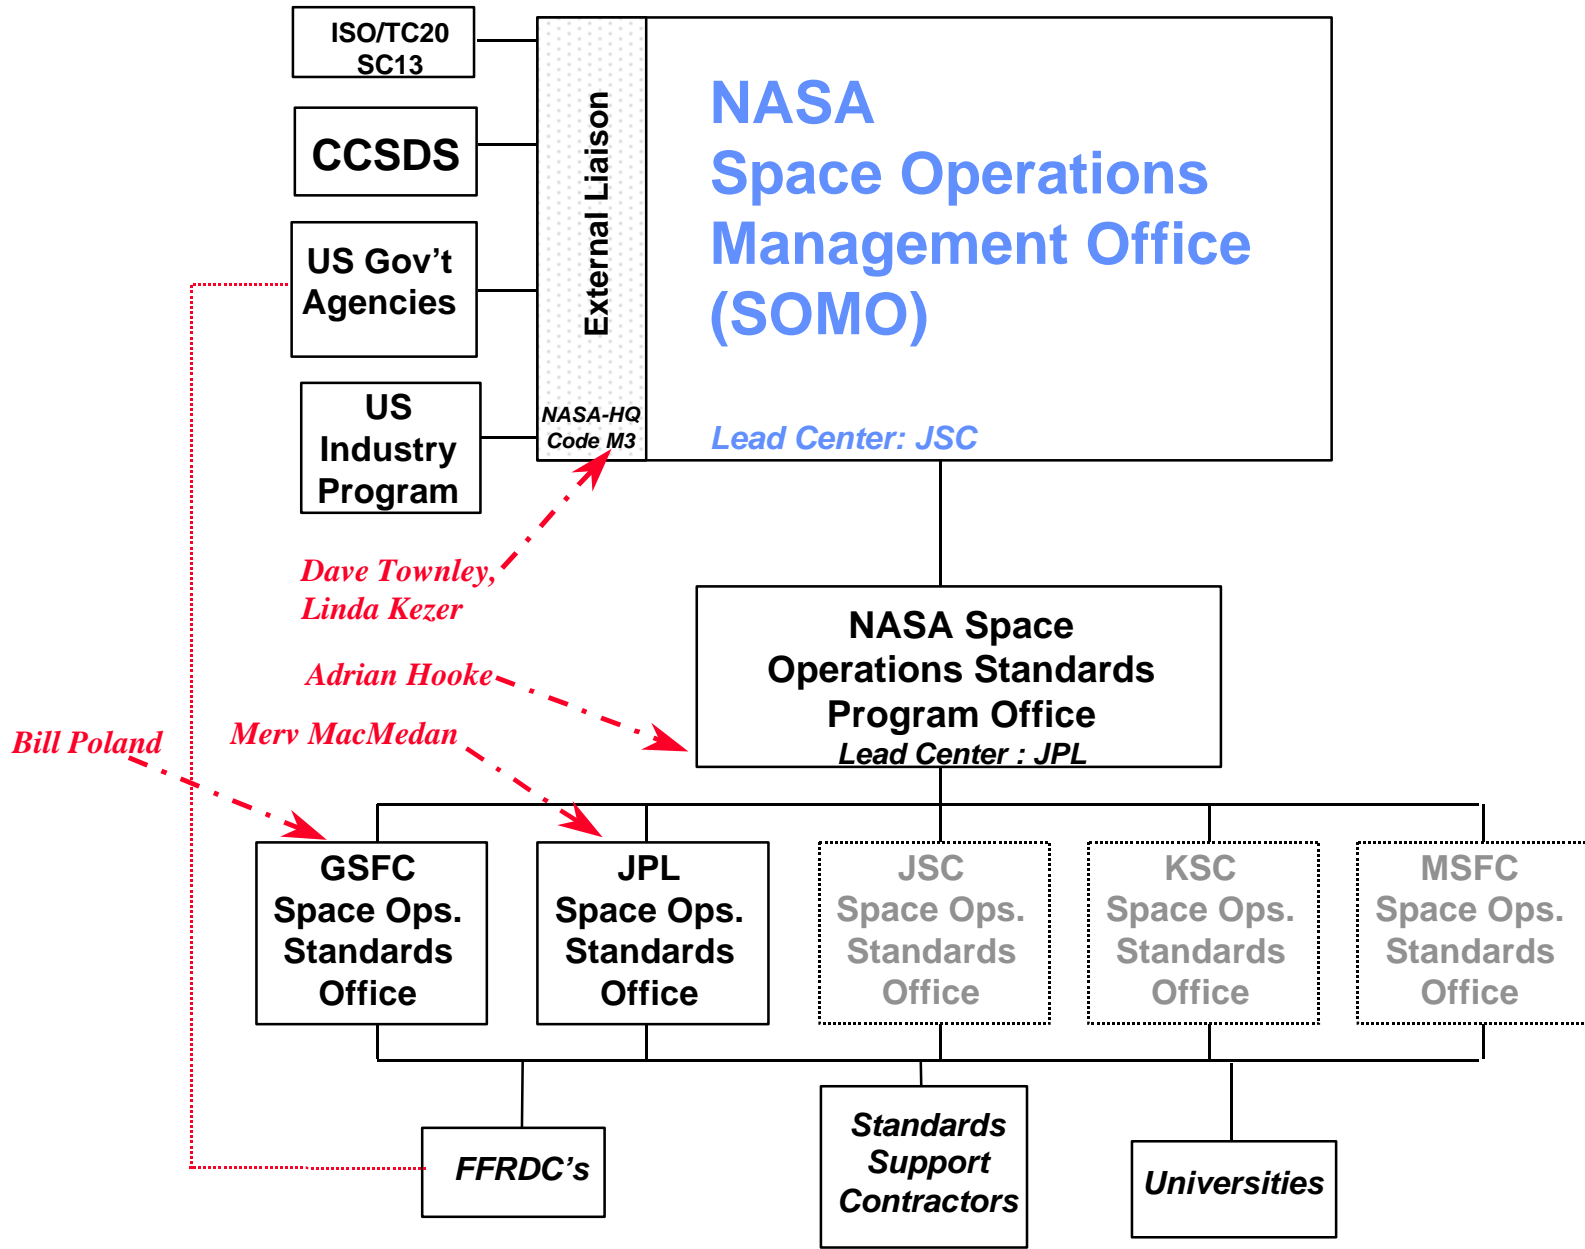 ISO/TC20
SC13
CCSDS
US Gov't
Agencies
US
Industry
Program
External Liaison
NASA-HQ
Code M3
NASA
Space Operations
Management Office
(SOMO)
Lead Center: JSC
Dave Townley,
Linda Kezer
Adrian Hooke
Merv MacMedan
Bill Poland
NASA Space
Operations Standards
Program Office
Lead Center : JPL
GSFC
Space Ops.
Standards
Office
JPL
Space Ops.
Standards
Office
JSC
Space Ops.
Standards
Office
KSC
Space Ops.
Standards
Office
MSFC
Space Ops.
Standards
Office
FFRDC's
Standards
Support
Contractors
Universities